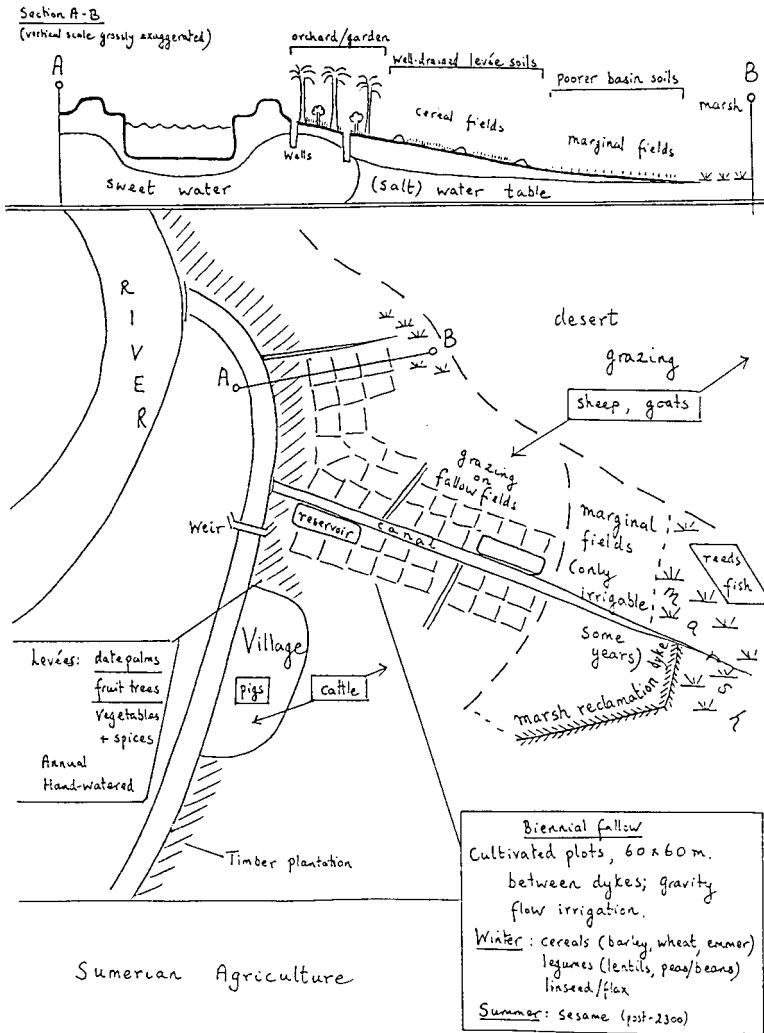 Section A-B
(vertical scale grossly exaggerated)
A
orchard/garden
well-drained levée soils
poorer basin soils
B
marsh
cereal fields
marginal fields
Wells
sweet water
(salt) water table
RIVER
desert
grazing
sheep, goats
A
B
grazing
on
fallow fields
Weir
reservoir
canal
marginal
fields
(only
irrigable
some
years)
reeds
fish
marsh
marsh reclamation dyke
Village
pigs
cattle
Levées: datepalms
fruit trees
vegetables
+ spices
Annual
Hand-watered
Timber plantation
Biennial fallow
Cultivated plots, 60 x 60 m.
between dykes; gravity
flow irrigation.
Winter: cereals (barley, wheat, emmer)
legumes (lentils, peas/beans)
linseed/flax
Summer: sesame (post-2300)
Sumerian Agriculture